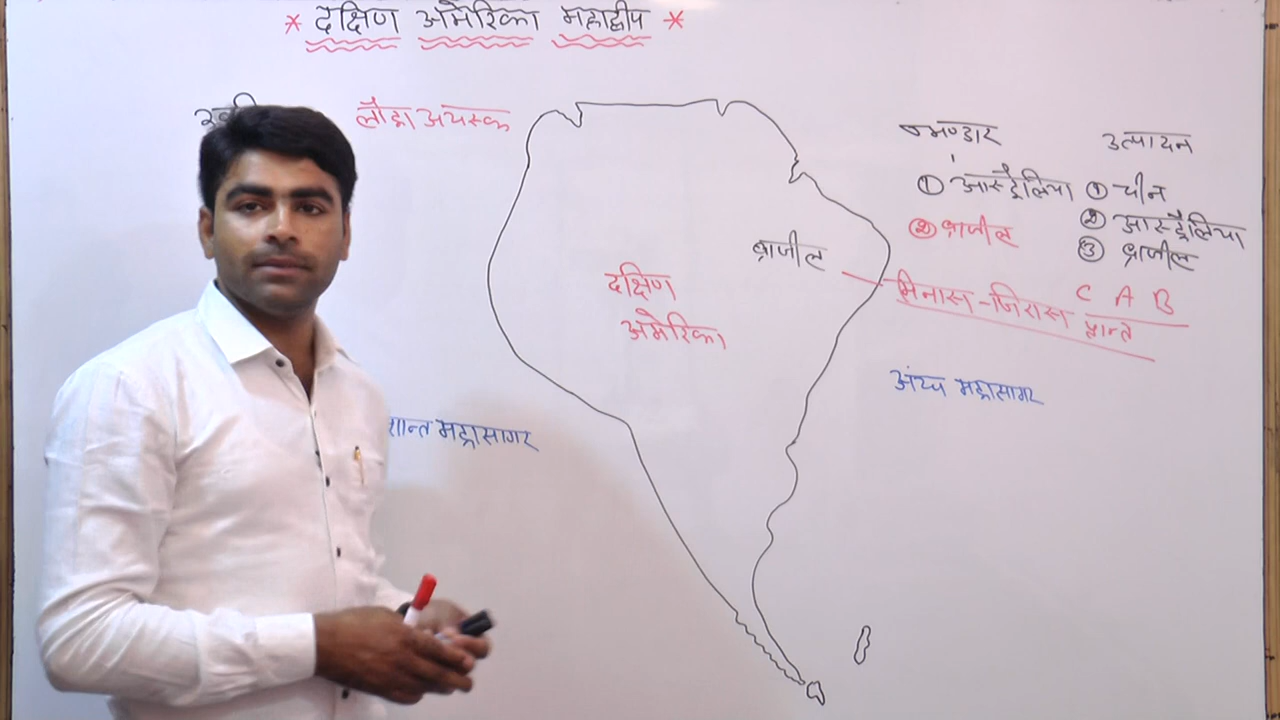 * दक्षिण अमेरिका महाद्वीप *
लौहा अयस्क
भण्डार
उत्पादन
① आस्ट्रेलिया
① चीन
② ब्राजील
② आस्ट्रेलिया
③ ब्राजील
ब्राजील
दक्षिण
अमेरिका
मिनास-जिरास प्रान्त
C A B
शान्त महासागर
अंध महासागर